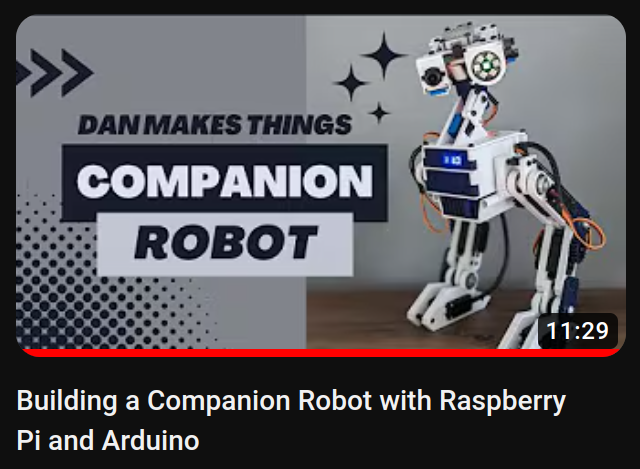 DAN MAKES THINGS
COMPANION
ROBOT
11:29
Building a Companion Robot with Raspberry
Pi and Arduino